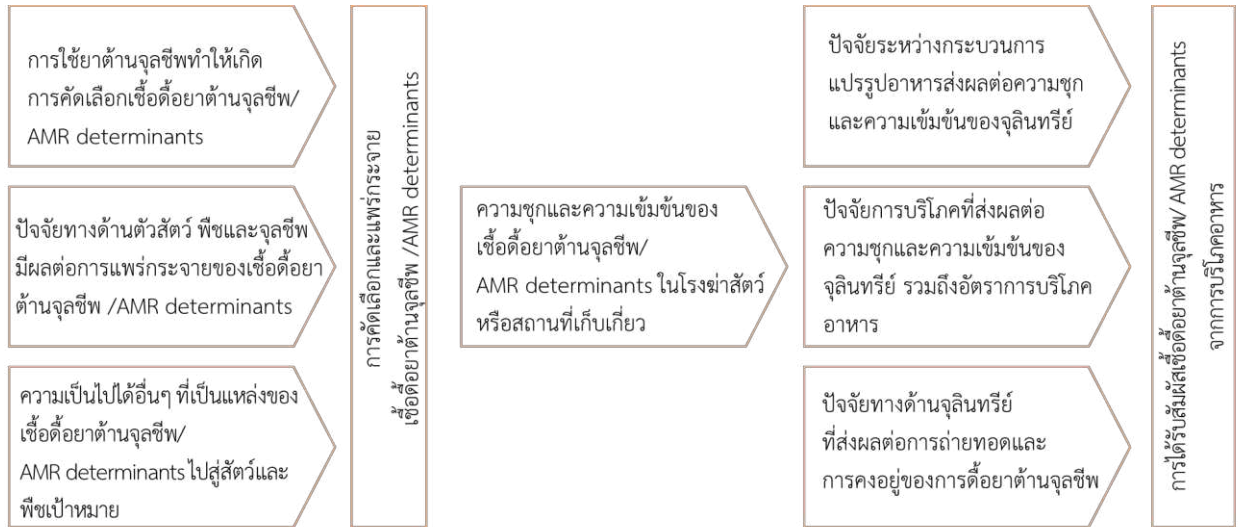 การใช้ยาต้านจุลชีพทำให้เกิด
การคัดเลือกเชื้อดื้อยาต้านจุลชีพ/
AMR determinants
ปัจจัยทางด้านตัวสัตว์ พืชและจุลชีพ
มีผลต่อการแพร่กระจายของเชื้อดื้อยา
ต้านจุลชีพ /AMR determinants
ความเป็นไปได้อื่นๆ ที่เป็นแหล่งของ
เชื้อดื้อยาต้านจุลชีพ/
AMR determinants ไปสู่สัตว์และ
พืชเป้าหมาย
การคัดเลือกและแพร่กระจาย
เชื้อดื้อยาต้านจุลชีพ /AMR determinants
ความชุกและความเข้มข้นของ
เชื้อดื้อยาต้านจุลชีพ/
AMR determinants ในโรงฆ่าสัตว์
หรือสถานที่เก็บเกี่ยว
ปัจจัยระหว่างกระบวนการ
แปรรูปอาหารส่งผลต่อความชุก
และความเข้มข้นของจุลินทรีย์
ปัจจัยการบริโภคที่ส่งผลต่อ
ความชุกและความเข้มข้นของ
จุลินทรีย์ รวมถึงอัตราการบริโภค
อาหาร
ปัจจัยทางด้านจุลินทรีย์
ที่ส่งผลต่อการถ่ายทอดและ
การคงอยู่ของการดื้อยาต้านจุลชีพ
การได้รับสัมผัสเชื้อดื้อยาต้านจุลชีพ/ AMR determinants
จากการบริโภคอาหาร